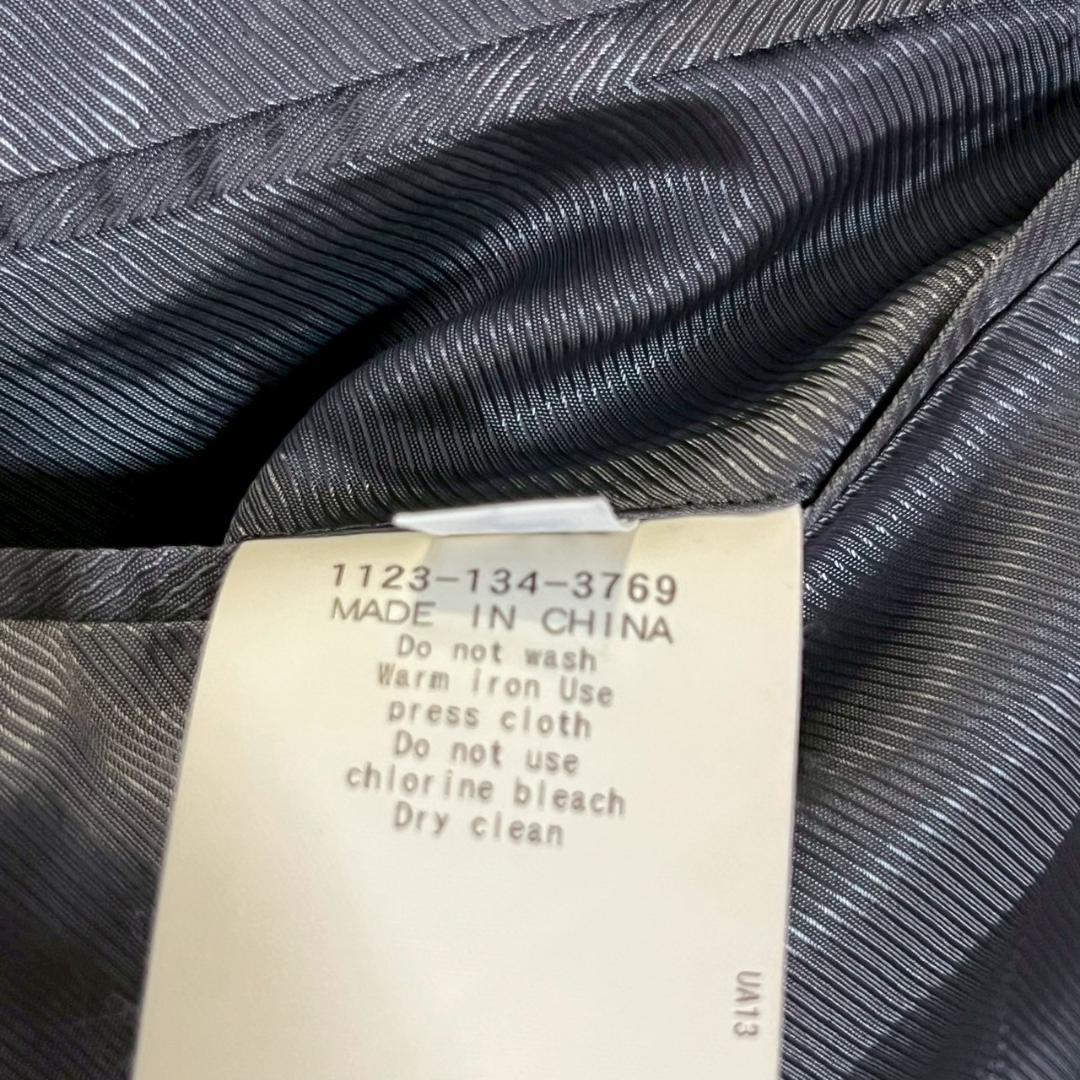 1123-134-3769
MADE IN CHINA
Do not wash
Warm iron Use
press cloth
Do not use
chlorine bleach
Dry clean
UA13